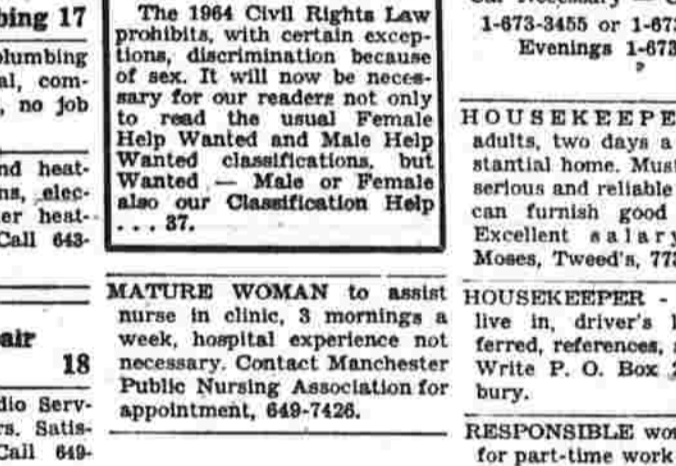 bing 17
plumbing
al, com-
, no job
nd heat-
ns, elec-
er heat-
Call 643-
air
18
dio Serv-
rs. Satis-
Call 649-
The 1964 Civil Rights Law
prohibits, with certain excep-
tions, discrimination because
of sex. It will now be neces-
sary for our readers not only
to read the usual Female
Help Wanted and Male Help
Wanted classifications, but
Wanted — Male or Female
also our Classification Help
. . . 37.
MATURE WOMAN to assist
nurse in clinic, 3 mornings a
week, hospital experience not
necessary. Contact Manchester
Public Nursing Association for
appointment, 649-7426.
1-673-3455 or 1-673
Evenings 1-673
HOUSEKEEPE
adults, two days a
stantial home. Must
serious and reliable
can furnish good
Excellent salary
Moses, Tweed's, 773
HOUSEKEEPER -
live in, driver's
ferred, references,
Write P. O. Box
bury.
RESPONSIBLE wo
for part-time work